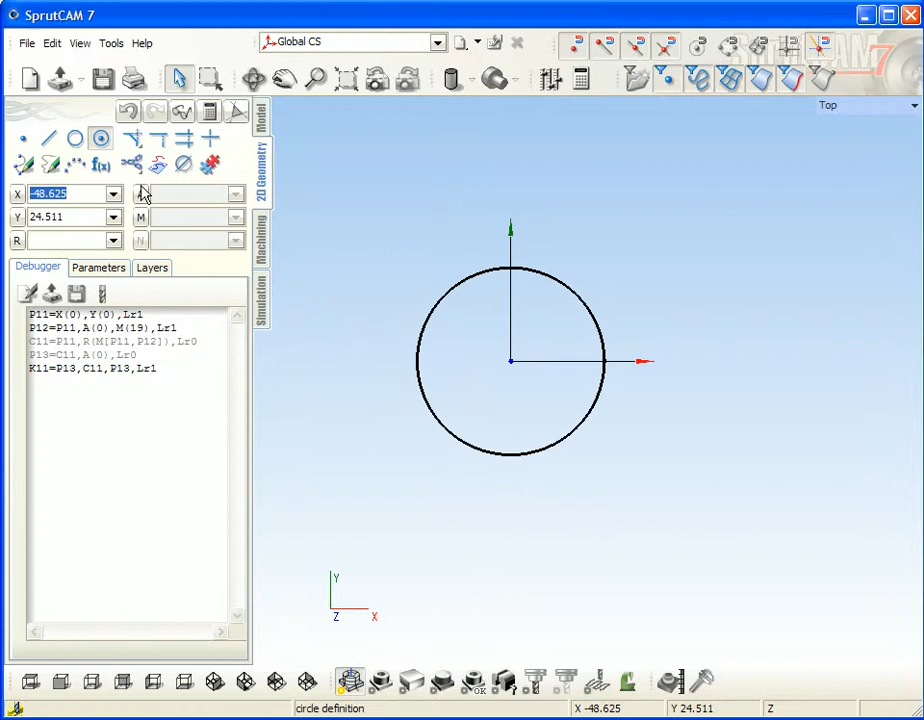 SprutCAM 7
File Edit View Tools Help
Global CS
7
Top
Model
2D Geometry
Machining
Simulation
f(x)
X -48.625 A
Y 24.511 M
R N
Debugger Parameters Layers
P11=X(0),Y(0),Lr1
P12=P11,A(0),M(19),Lr1
C11=P11,R(M[P11,P12]),Lr0
P13=C11,A(0),Lr0
K11=P13,C11,P13,Lr1
Y
Z X
OK
circle definition X -48.625 Y 24.511 Z